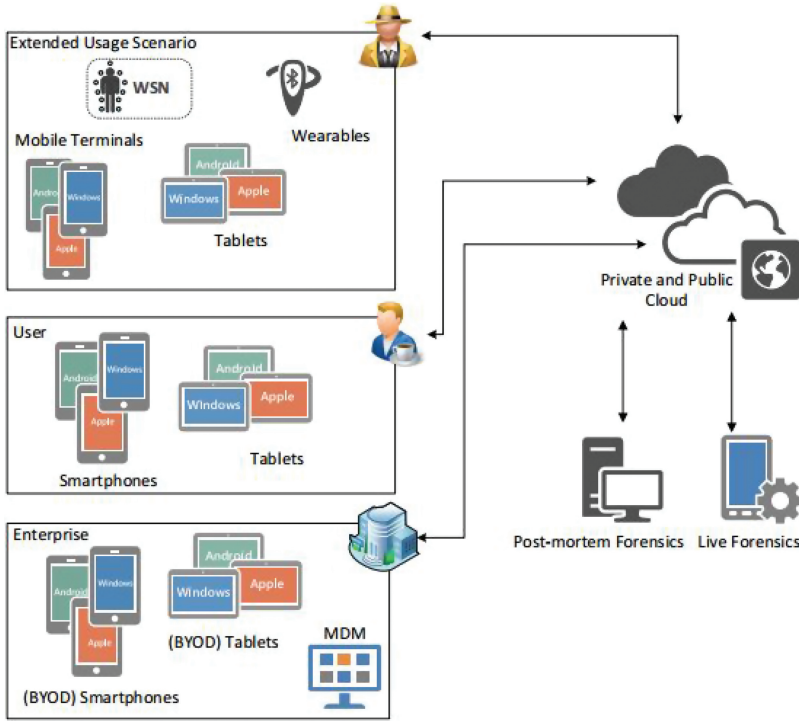 Extended Usage Scenario
WSN
Wearables
Mobile Terminals
Android
Windows
Apple
Android
Windows
Apple
Tablets
Private and Public
Cloud
User
Android
Windows
Apple
Smartphones
Android
Windows
Apple
Tablets
Post-mortem Forensics
Live Forensics
Enterprise
Android
Windows
Apple
(BYOD) Smartphones
Android
Windows
Apple
(BYOD) Tablets
MDM